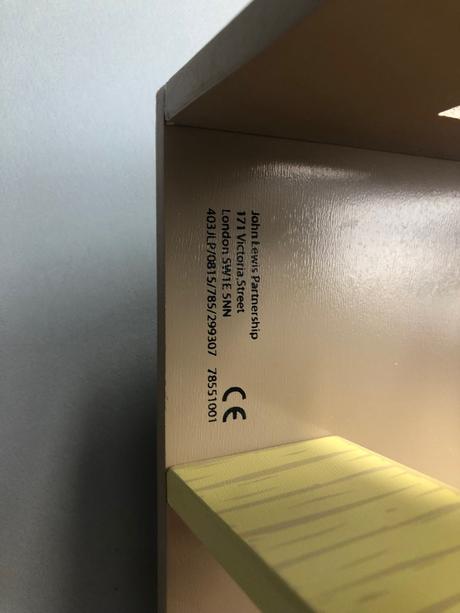 John Lewis Partnership
171 Victoria Street
London SW1E 5NN
403/JLP/0815/785/299307 78551001
CE